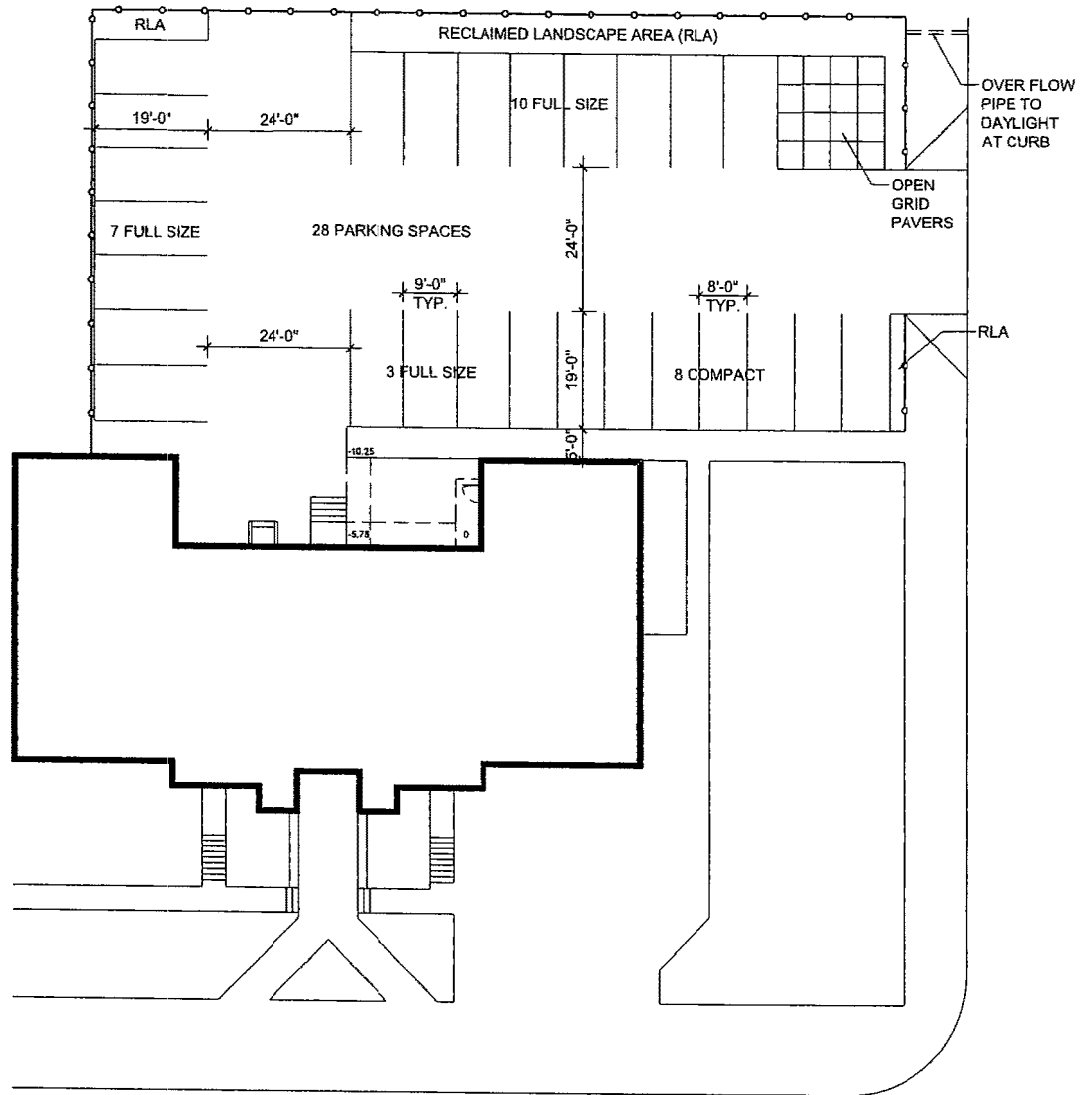 RLA
RECLAIMED LANDSCAPE AREA (RLA)
OVER FLOW
PIPE TO
DAYLIGHT
AT CURB
10 FULL SIZE
19'-0"
24'-0"
OPEN
GRID
PAVERS
7 FULL SIZE
28 PARKING SPACES
24'-0"
9'-0"
TYP.
8'-0"
TYP.
24'-0"
RLA
3 FULL SIZE
19'-0"
8 COMPACT
-10.25
-5.75
0